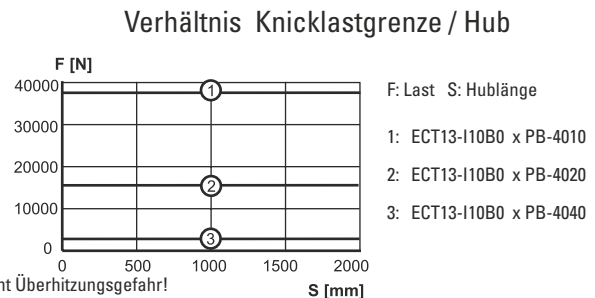 Verhältnis Knicklastgrenze / Hub
F [N]
40000
30000
20000
10000
0
1
2
3
0 500 1000 1500 2000
S [mm]
F: Last S: Hublänge
1: ECT13-I10B0 x PB-4010
2: ECT13-I10B0 x PB-4020
3: ECT13-I10B0 x PB-4040
nt Überhitzungsgefahr!